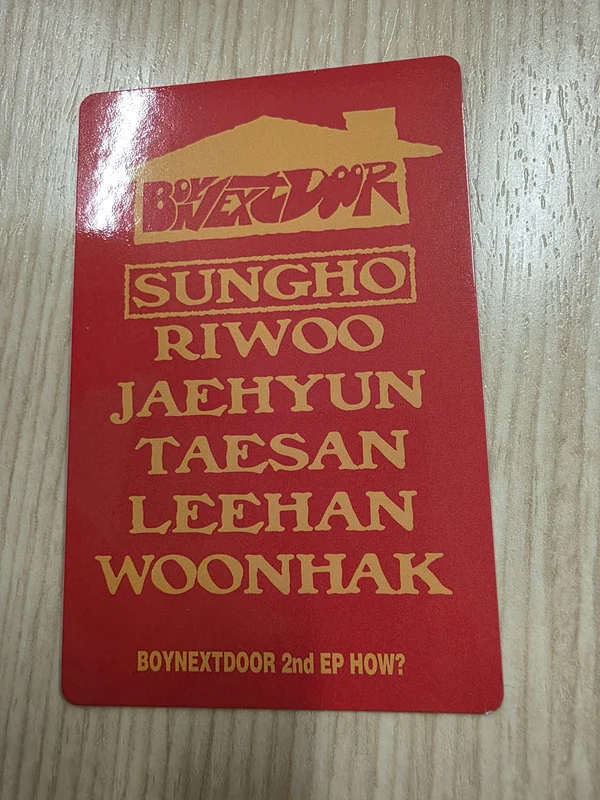 BOYNEXTDOOR
SUNGHO
RIWOO
JAEHYUN
TAESAN
LEEHAN
WOONHAK
BOYNEXTDOOR 2nd EP HOW?